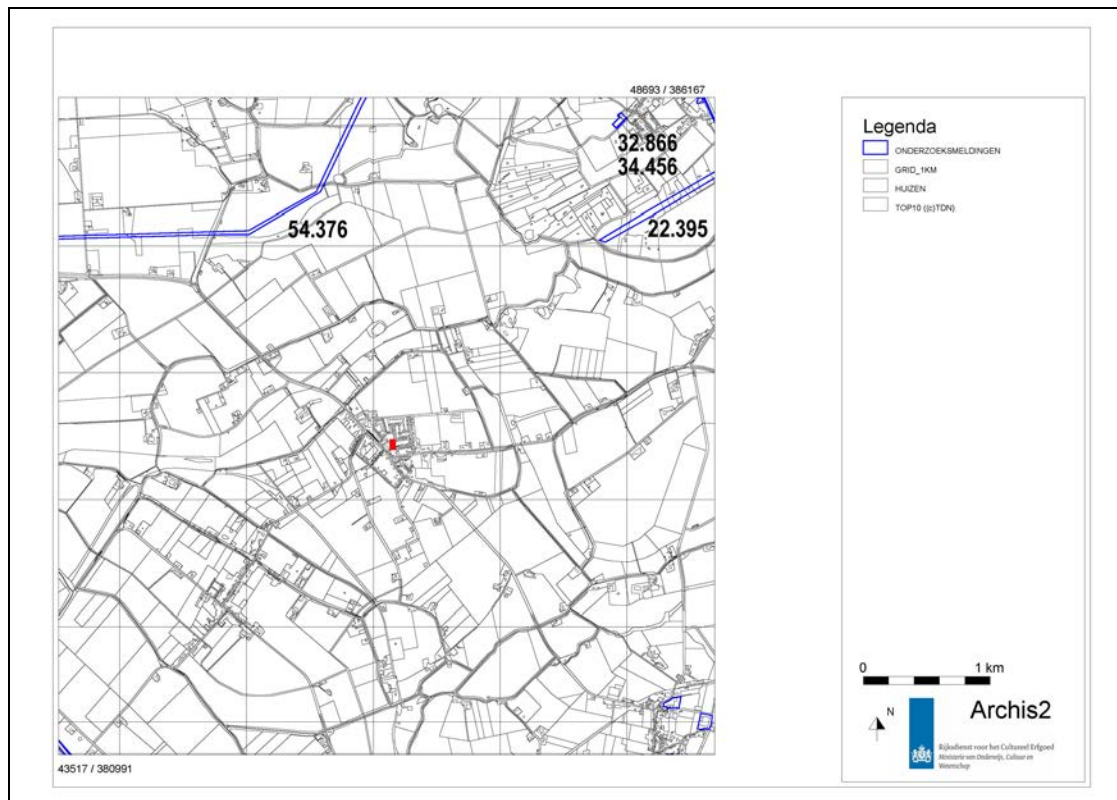 48693 / 386167
32.866
34.456
54.376
22.395
43517 / 380991
Legenda
ONDERZOEKSMELDINGEN
GRID_1KM
HUIZEN
TOP10 ((c)TDN)
0 1 km
N
Archis2
Rijksdienst voor het Cultureel Erfgoed
Ministerie van Onderwijs, Cultuur en
Wetenschap